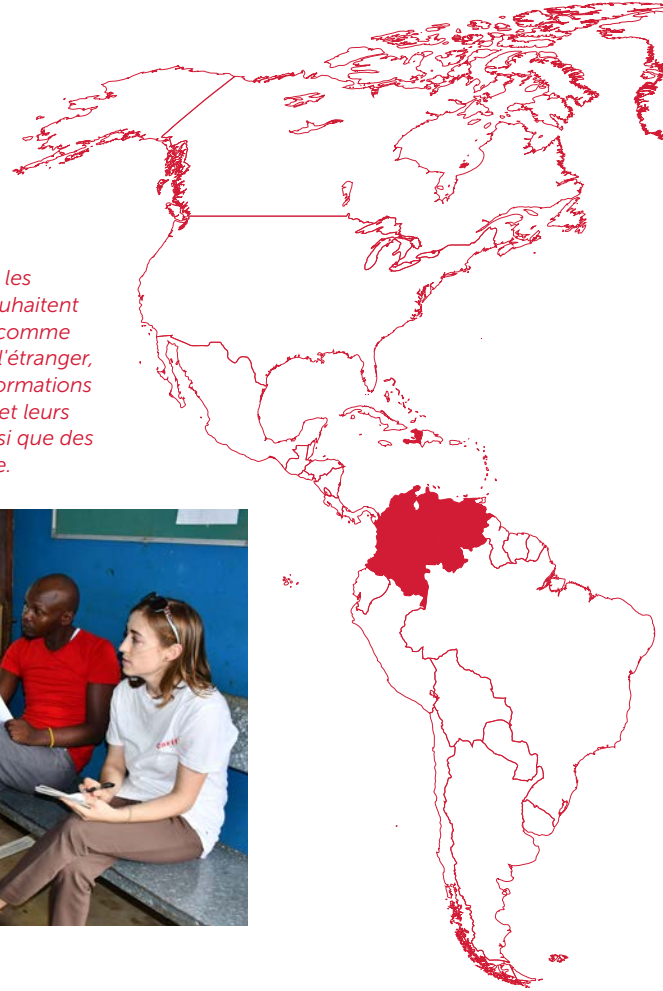 les
uhaitent
comme
l'étranger,
ormations
et leurs
si que des
e.